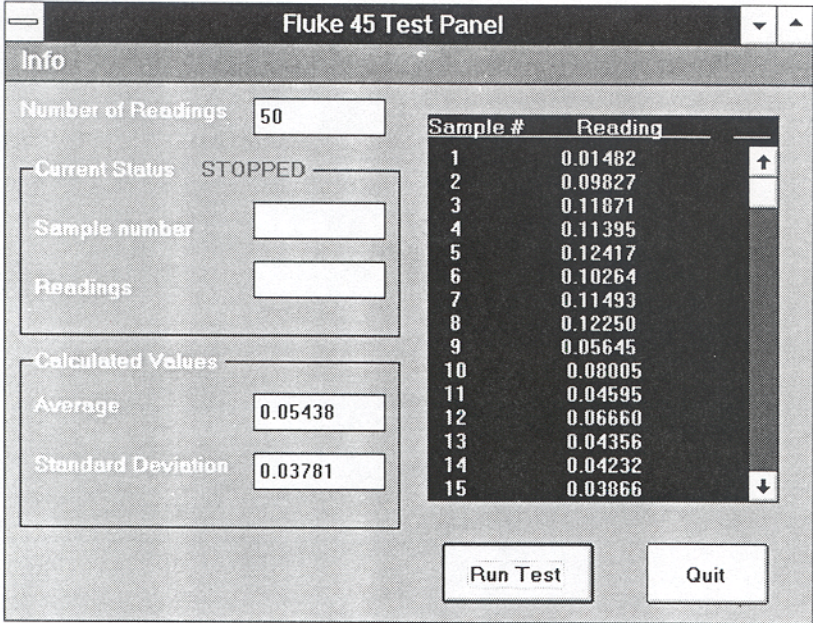 Fluke 45 Test Panel
Info
Number of Readings 50
Current Status STOPPED
Sample number
Readings
Calculated Values
Average 0.05438
Standard Deviation 0.03781
Sample # Reading
1 0.01482
2 0.09827
3 0.11871
4 0.11395
5 0.12417
6 0.10264
7 0.11493
8 0.12250
9 0.05645
10 0.08005
11 0.04595
12 0.06660
13 0.04356
14 0.04232
15 0.03866
Run Test Quit